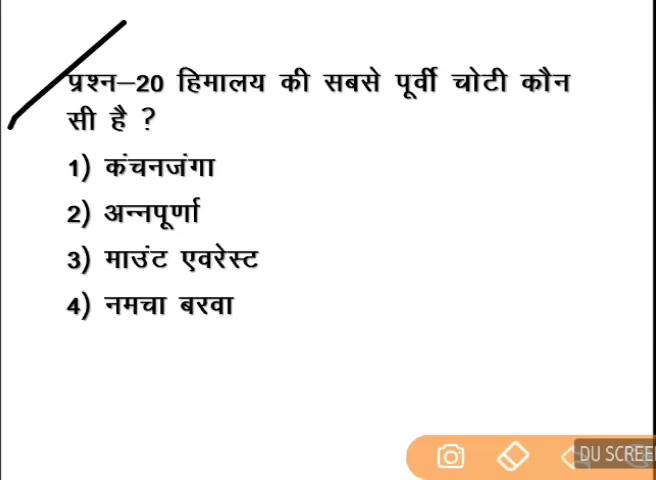 प्रश्न–20 हिमालय की सबसे पूर्वी चोटी कौन
सी है ?
1) कंचनजंगा
2) अन्नपूर्णा
3) माउंट एवरेस्ट
4) नमचा बरवा
DU SCREE